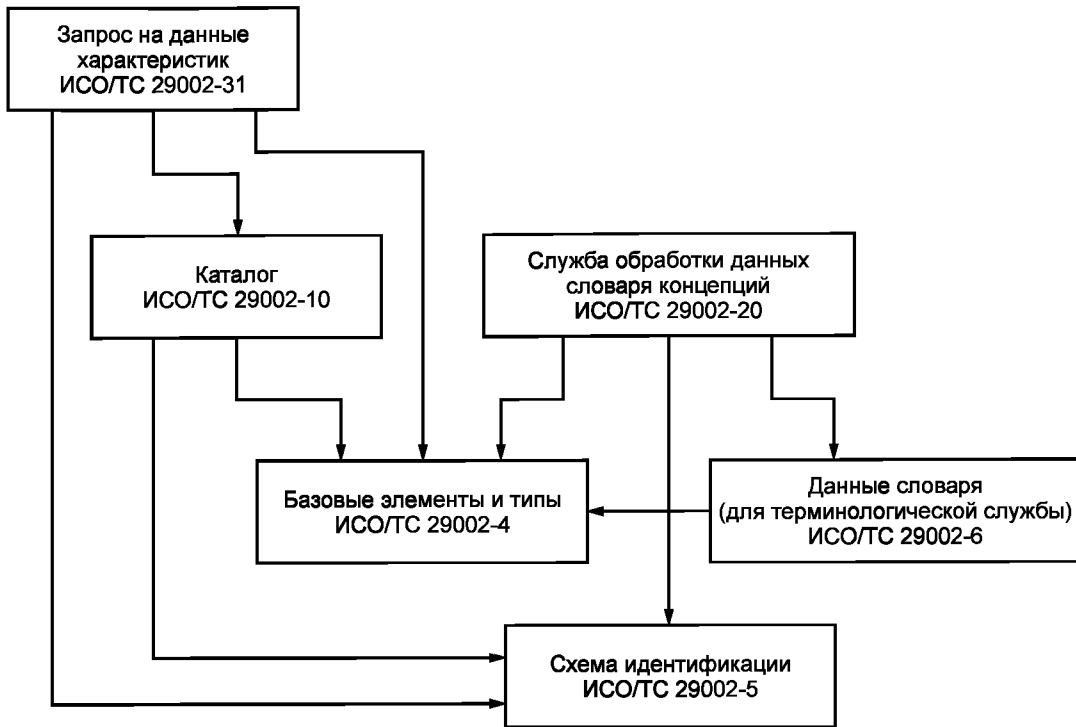 Запрос на данные
характеристик
ИСО/ТС 29002-31
Каталог
ИСО/ТС 29002-10
Служба обработки данных
словаря концепций
ИСО/ТС 29002-20
Базовые элементы и типы
ИСО/ТС 29002-4
Данные словаря
(для терминологической службы)
ИСО/ТС 29002-6
Схема идентификации
ИСО/ТС 29002-5